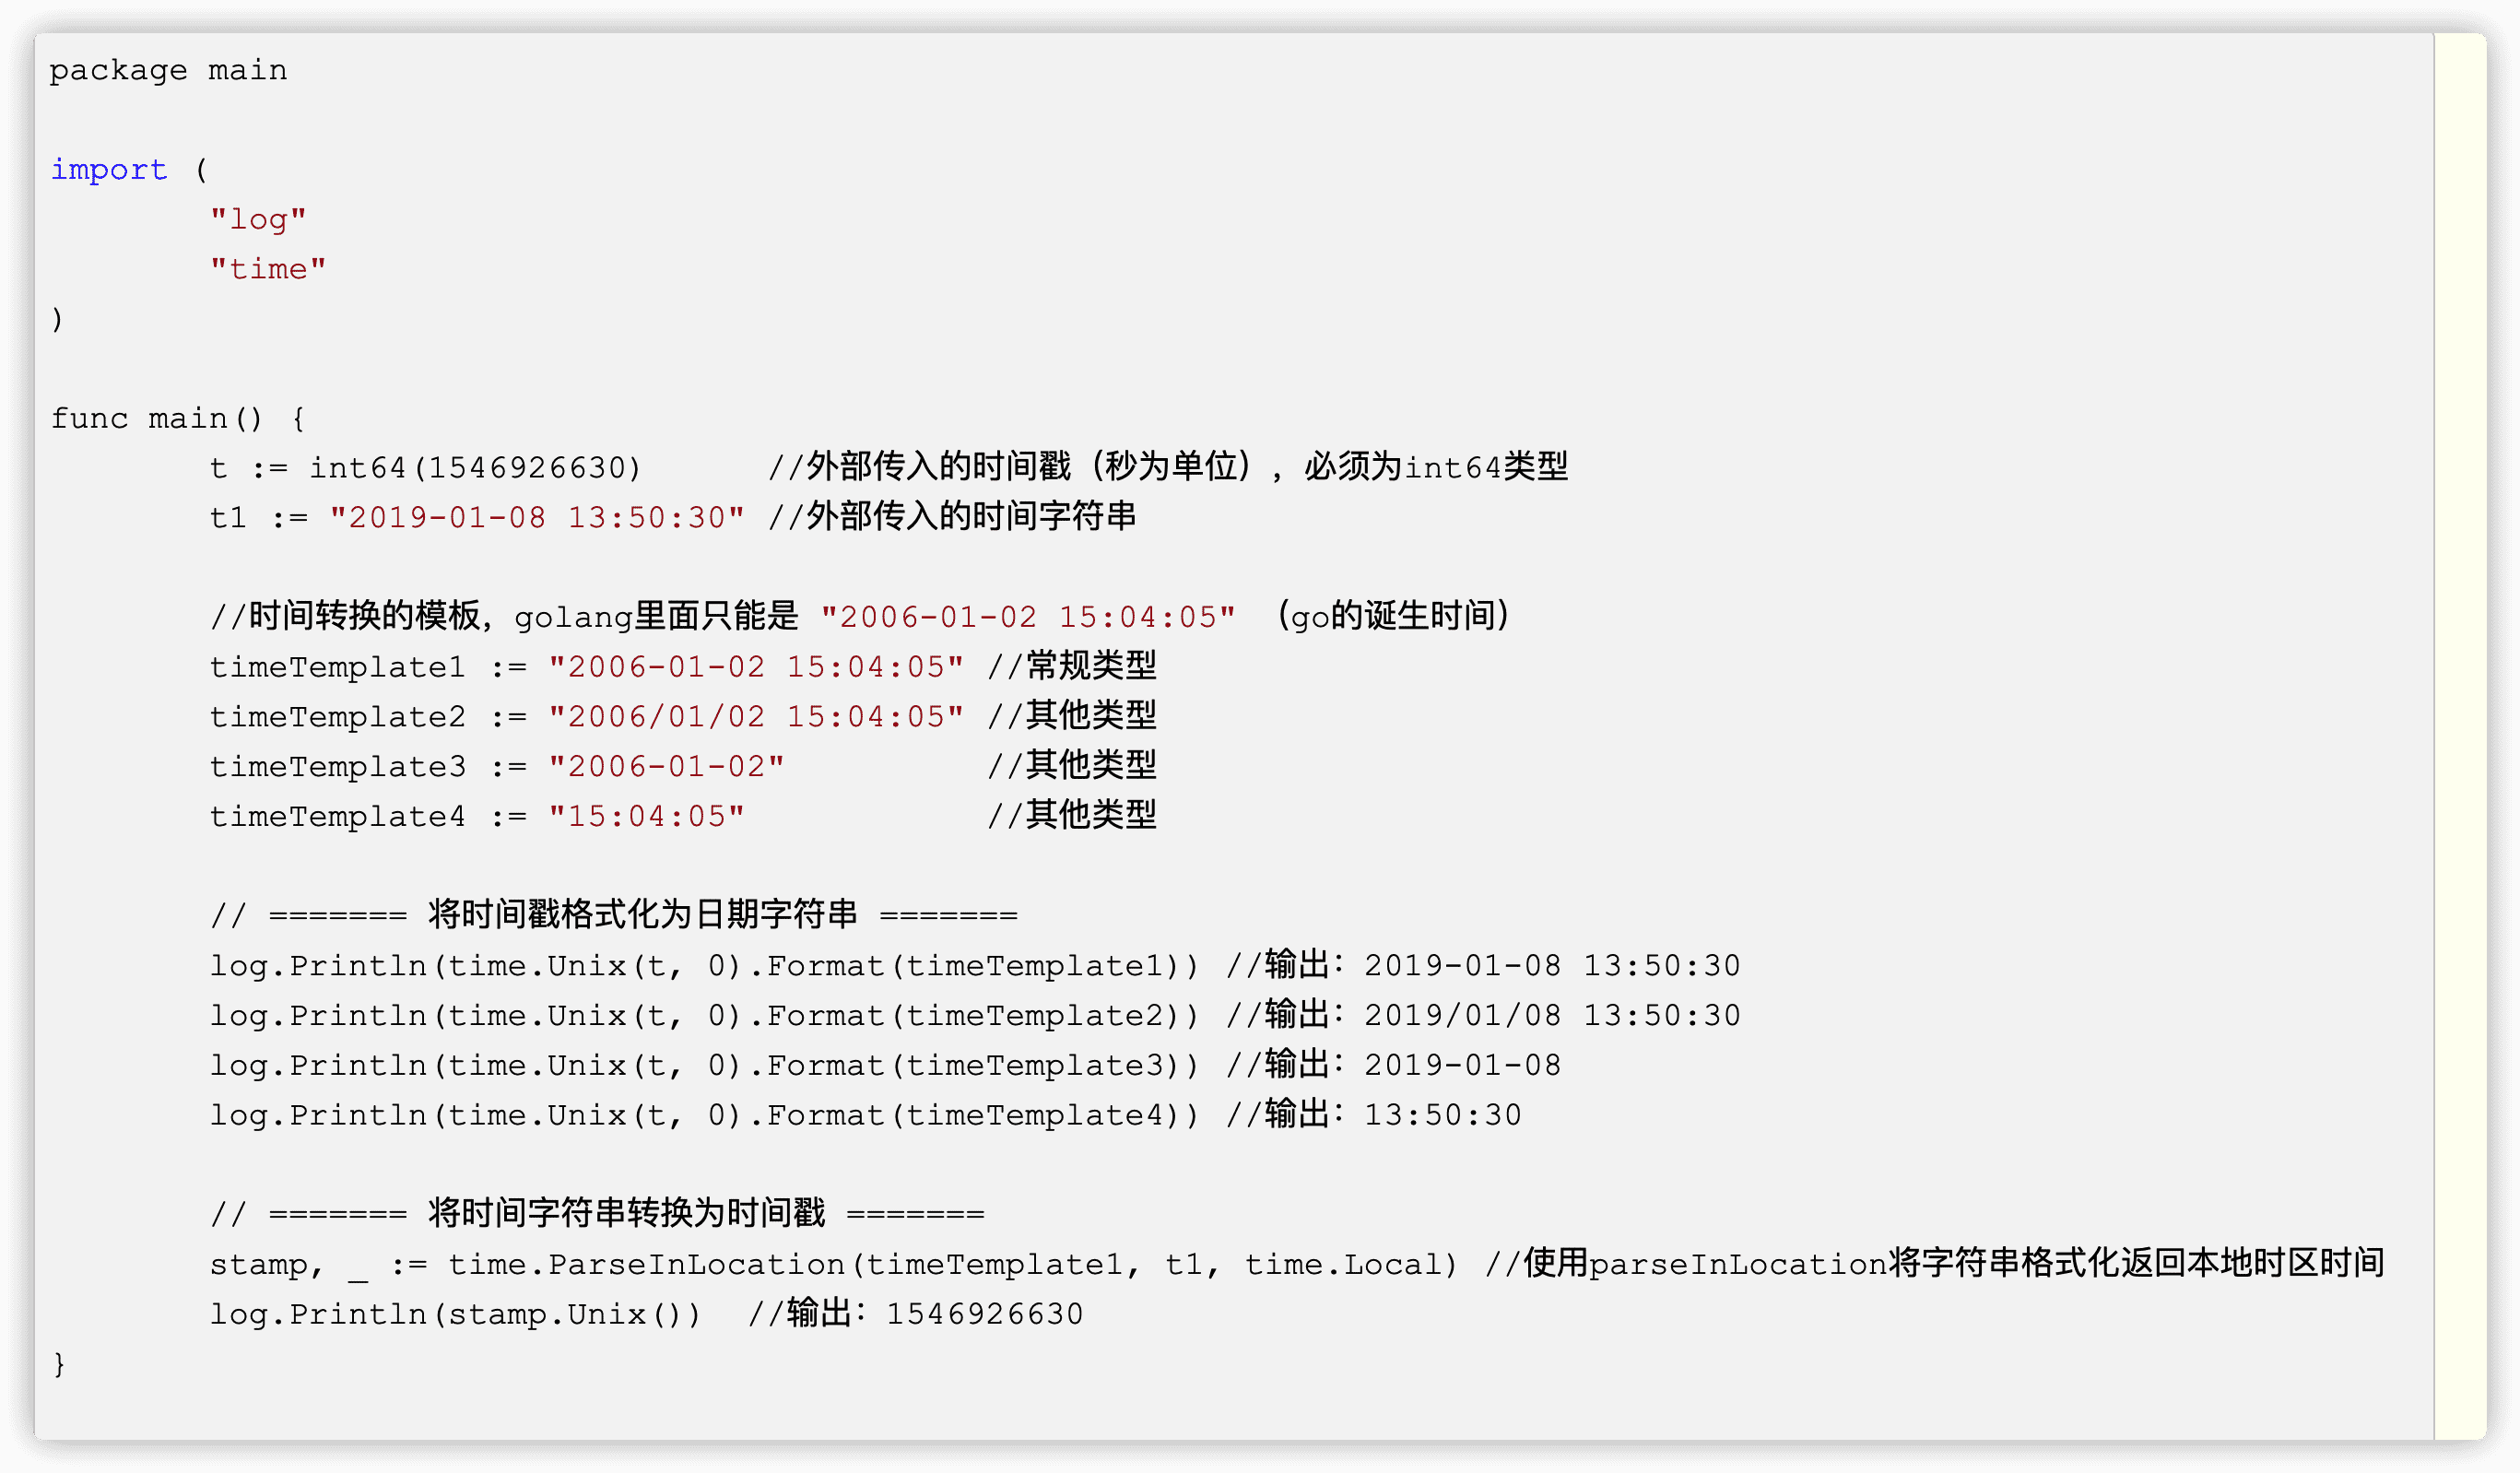 package main
import (
"log"
"time"
)
func main() {
t := int64(1546926630)      //外部传入的时间戳（秒为单位），必须为int64类型
t1 := "2019-01-08 13:50:30" //外部传入的时间字符串
//时间转换的模板，golang里面只能是 "2006-01-02 15:04:05" （go的诞生时间）
timeTemplate1 := "2006-01-02 15:04:05" //常规类型
timeTemplate2 := "2006/01/02 15:04:05" //其他类型
timeTemplate3 := "2006-01-02"          //其他类型
timeTemplate4 := "15:04:05"            //其他类型
// ======= 将时间戳格式化为日期字符串 =======
log.Println(time.Unix(t, 0).Format(timeTemplate1)) //输出：2019-01-08 13:50:30
log.Println(time.Unix(t, 0).Format(timeTemplate2)) //输出：2019/01/08 13:50:30
log.Println(time.Unix(t, 0).Format(timeTemplate3)) //输出：2019-01-08
log.Println(time.Unix(t, 0).Format(timeTemplate4)) //输出：13:50:30
// ======= 将时间字符串转换为时间戳 =======
stamp, _ := time.ParseInLocation(timeTemplate1, t1, time.Local) //使用parseInLocation将字符串格式化返回本地时区时间
log.Println(stamp.Unix())  //输出：1546926630
}